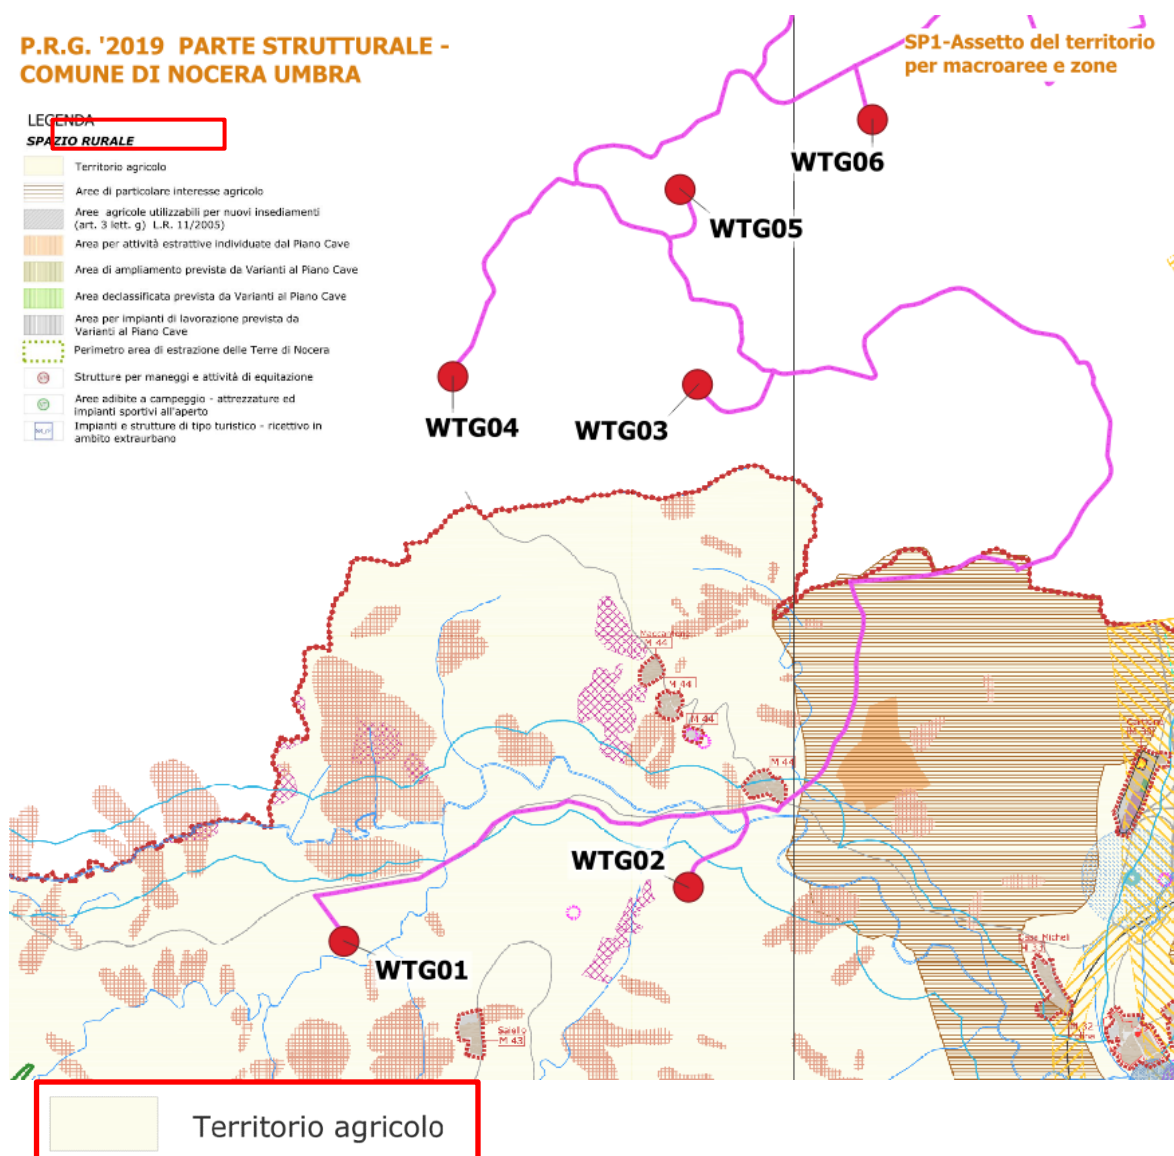 P.R.G. '2019 PARTE STRUTTURALE -
COMUNE DI NOCERA UMBRA
SP1-Assetto del territorio
per macroaree e zone
LEGENDA
SPAZIO RURALE
Territorio agricolo
Aree di particolare interesse agricolo
Aree agricole utilizzabili per nuovi insediamenti
(art. 3 lett. g) L.R. 11/2005)
Area per attività estrattive individuate dal Piano Cave
Area di ampliamento prevista da Varianti al Piano Cave
Area declassificata prevista da Varianti al Piano Cave
Area per impianti di lavorazione prevista da
Varianti al Piano Cave
Perimetro area di estrazione delle Terre di Nocera
Strutture per maneggi e attività di equitazione
Aree adibite a campeggio - attrezzature ed
impianti sportivi all'aperto
Impianti e strutture di tipo turistico - ricettivo in
ambito extraurbano
WTG06
WTG05
WTG04
WTG03
M 44
M 44
M 44
M 44
WTG02
WTG01
Case Micheli
M 33
M 32
M 43
Territorio agricolo